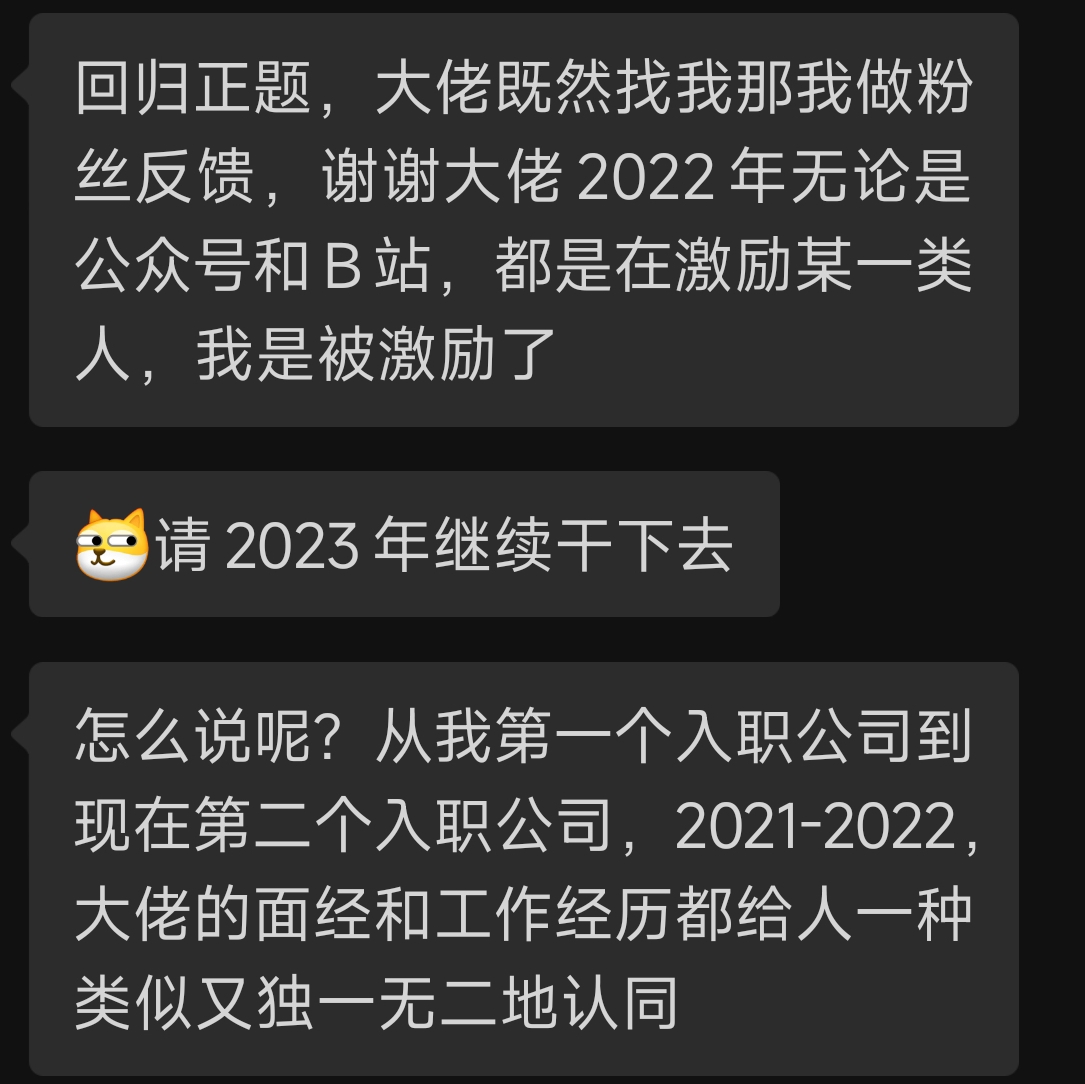 回归正题，大佬既然找我那我做粉
丝反馈，谢谢大佬 2022 年无论是
公众号和 B 站，都是在激励某一类
人，我是被激励了
请 2023 年继续干下去
怎么说呢？从我第一个入职公司到
现在第二个入职公司，2021-2022，
大佬的面经和工作经历都给人一种
类似又独一无二地认同